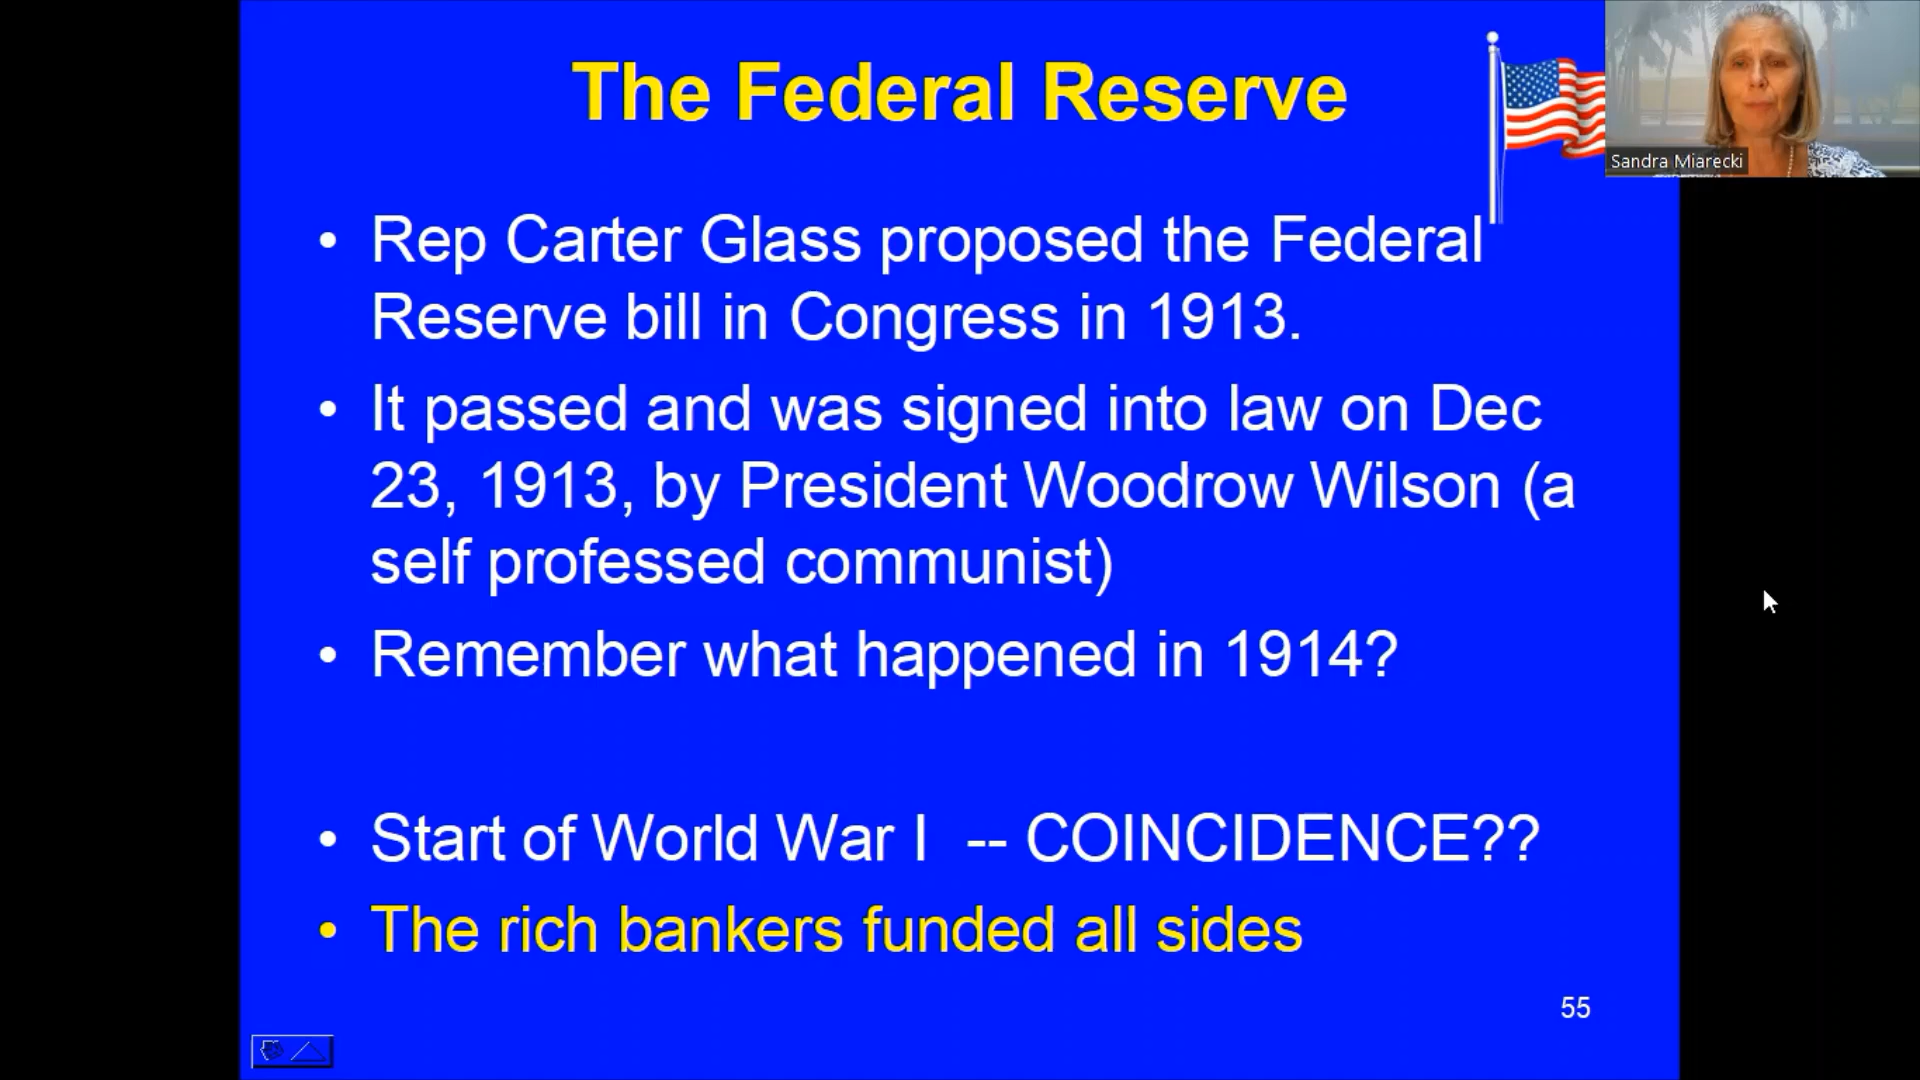 The Federal Reserve
Sandra Miarecki
• Rep Carter Glass proposed the Federal
Reserve bill in Congress in 1913.
• It passed and was signed into law on Dec
23, 1913, by President Woodrow Wilson (a
self professed communist)
• Remember what happened in 1914?
• Start of World War I -- COINCIDENCE??
• The rich bankers funded all sides
55